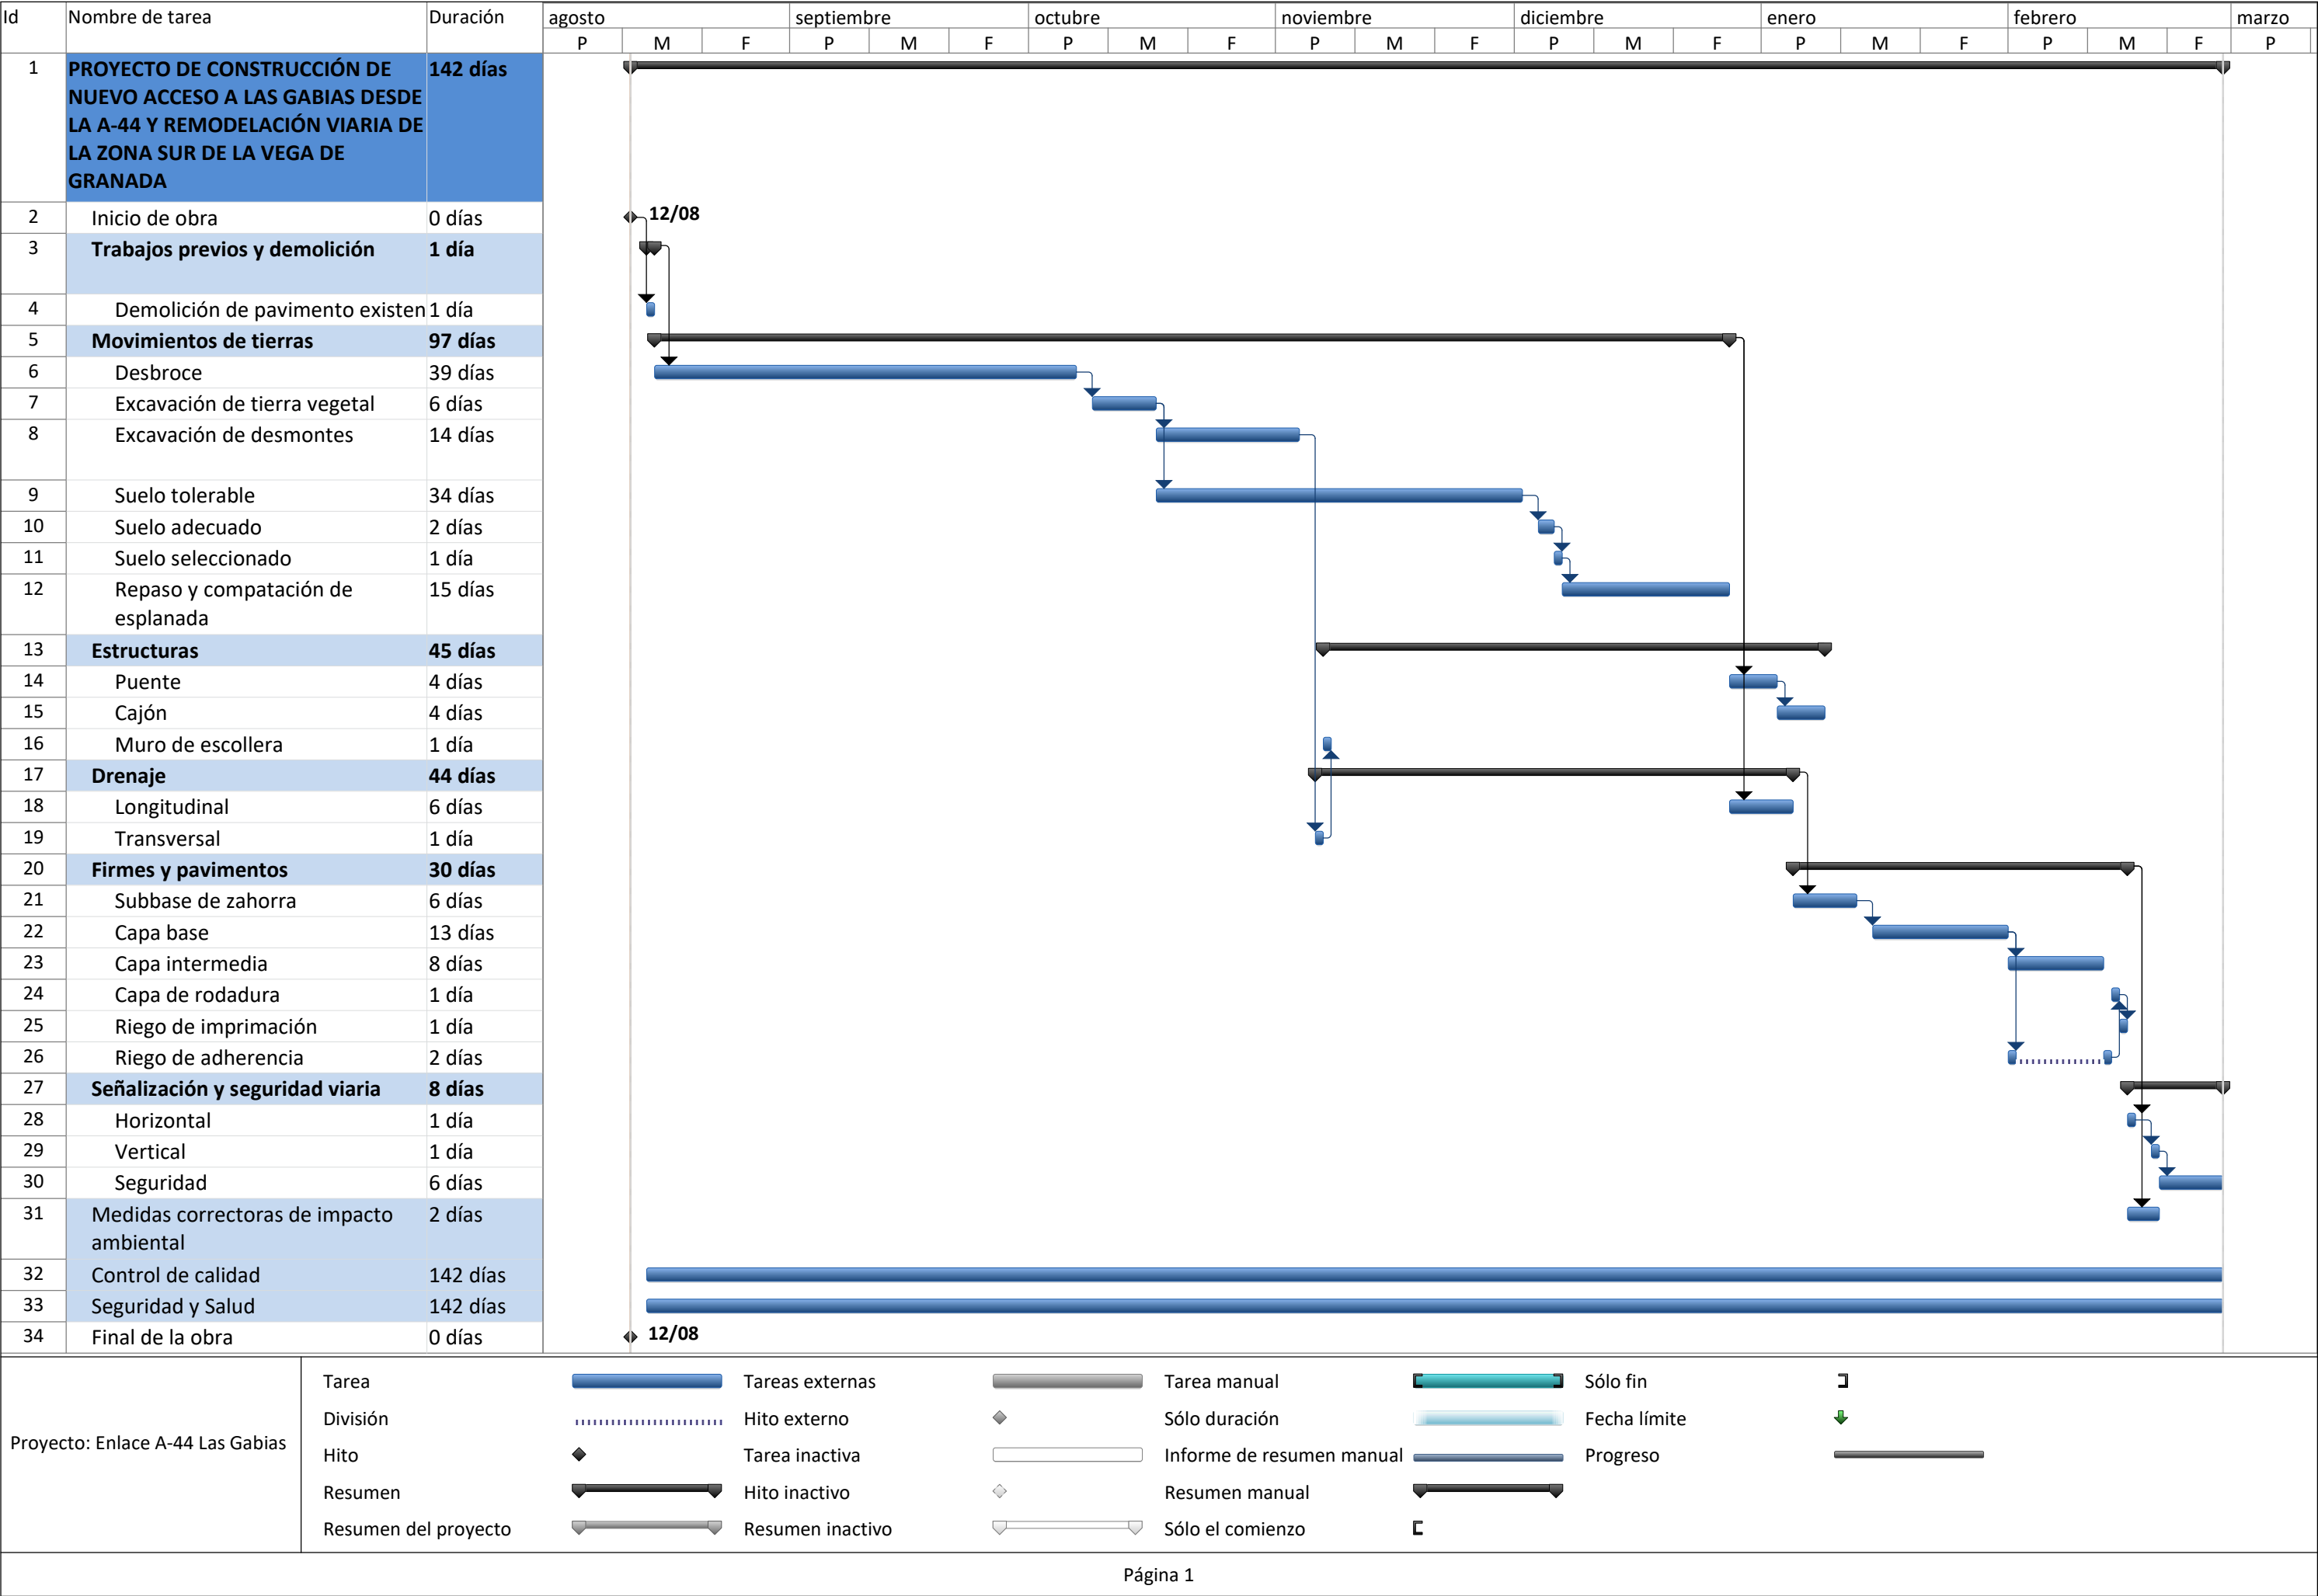 Id Nombre de tarea Duración agosto septiembre octubre noviembre diciembre enero febrero marzo
P M F P M F P M F P M F P M F P M F P M F P
1 PROYECTO DE CONSTRUCCIÓN DE 142 días
NUEVO ACCESO A LAS GABIAS DESDE
LA A-44 Y REMODELACIÓN VIARIA DE
LA ZONA SUR DE LA VEGA DE
GRANADA
2 Inicio de obra 0 días 12/08
3 Trabajos previos y demolición 1 día
4 Demolición de pavimento existen 1 día
5 Movimientos de tierras 97 días
6 Desbroce 39 días
7 Excavación de tierra vegetal 6 días
8 Excavación de desmontes 14 días
9 Suelo tolerable 34 días
10 Suelo adecuado 2 días
11 Suelo seleccionado 1 día
12 Repaso y compatación de 15 días
esplanada
13 Estructuras 45 días
14 Puente 4 días
15 Cajón 4 días
16 Muro de escollera 1 día
17 Drenaje 44 días
18 Longitudinal 6 días
19 Transversal 1 día
20 Firmes y pavimentos 30 días
21 Subbase de zahorra 6 días
22 Capa base 13 días
23 Capa intermedia 8 días
24 Capa de rodadura 1 día
25 Riego de imprimación 1 día
26 Riego de adherencia 2 días
27 Señalización y seguridad viaria 8 días
28 Horizontal 1 día
29 Vertical 1 día
30 Seguridad 6 días
31 Medidas correctoras de impacto 2 días
ambiental
32 Control de calidad 142 días
33 Seguridad y Salud 142 días
34 Final de la obra 0 días 12/08
Proyecto: Enlace A-44 Las Gabias
Tarea Tareas externas Tarea manual Sólo fin
División Hito externo Sólo duración Fecha límite
Hito Tarea inactiva Informe de resumen manual Progreso
Resumen Hito inactivo Resumen manual
Resumen del proyecto Resumen inactivo Sólo el comienzo
Página 1